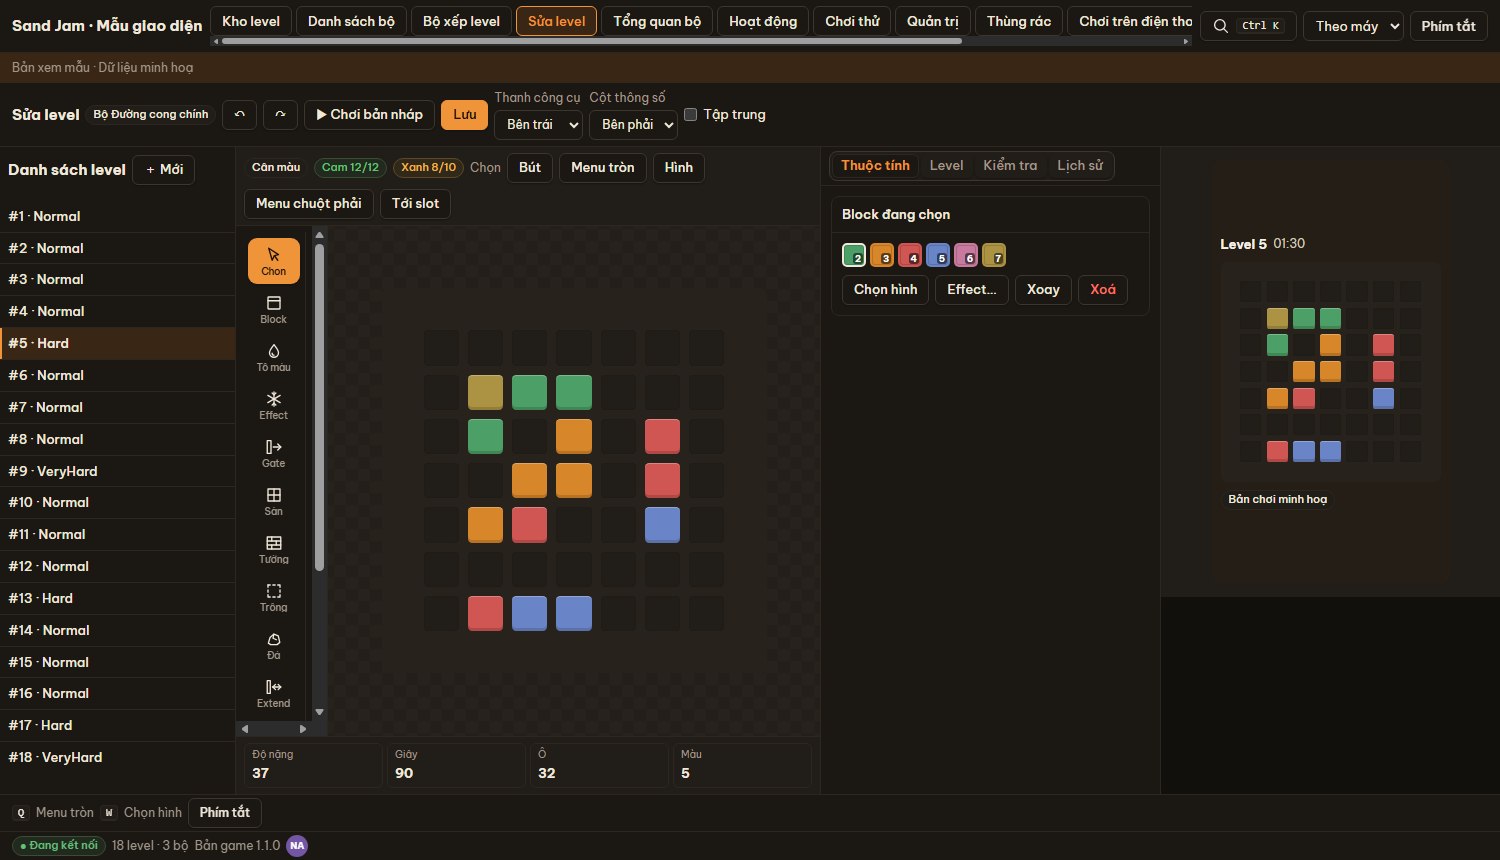 Sand Jam · Mẫu giao diện
Kho level
Danh sách bộ
Bộ xếp level
Sửa level
Tổng quan bộ
Hoạt động
Chơi thử
Quản trị
Thùng rác
Chơi trên điện tho
Ctrl K
Theo máy
Phím tắt
Bản xem mẫu · Dữ liệu minh hoạ
Sửa level
Bộ Đường cong chính
▶ Chơi bản nháp
Lưu
Thanh công cụ
Bên trái
Cột thông số
Bên phải
Tập trung
Danh sách level
+ Mới
#1 · Normal
#2 · Normal
#3 · Normal
#4 · Normal
#5 · Hard
#6 · Normal
#7 · Normal
#8 · Normal
#9 · VeryHard
#10 · Normal
#11 · Normal
#12 · Normal
#13 · Hard
#14 · Normal
#15 · Normal
#16 · Normal
#17 · Hard
#18 · VeryHard
Cân màu
Cam 12/12
Xanh 8/10
Chọn
Bút
Menu tròn
Hình
Menu chuột phải
Tới slot
Chọn
Block
Tô màu
Effect
Gate
Sàn
Tường
Trống
Đá
Extend
Độ nặng
37
Giây
90
Ô
32
Màu
5
Thuộc tính
Level
Kiểm tra
Lịch sử
Block đang chọn
2
3
4
5
6
7
Chọn hình
Effect...
Xoay
Xoá
Level 5 01:30
Bản chơi minh hoạ
Q Menu tròn W Chọn hình
Phím tắt
Đang kết nối
18 level · 3 bộ
Bản game 1.1.0
NA